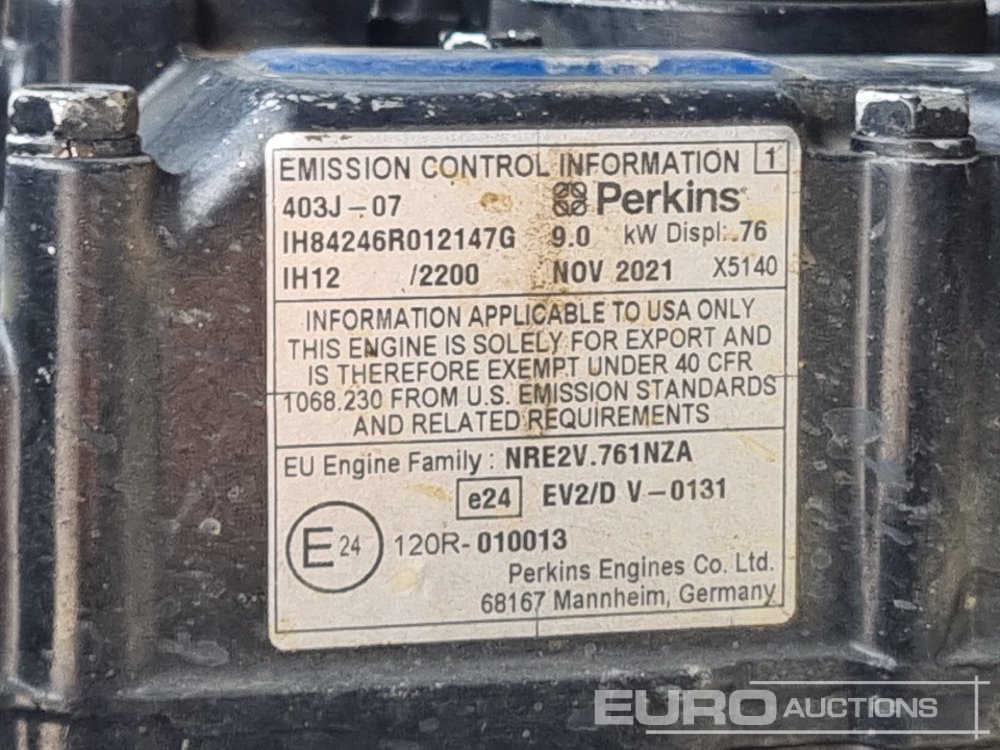 EMISSION CONTROL INFORMATION 1
403J-07 Perkins
IH84246R012147G 9.0 kW Displ:.76
IH12 /2200 NOV 2021 X5140
INFORMATION APPLICABLE TO USA ONLY
THIS ENGINE IS SOLELY FOR EXPORT AND
IS THEREFORE EXEMPT UNDER 40 CFR
1068.230 FROM U.S. EMISSION STANDARDS
AND RELATED REQUIREMENTS
EU Engine Family : NRE2V.761NZA
e24 EV2/D V-0131
E 24 120R-010013
Perkins Engines Co. Ltd.
68167 Mannheim, Germany
EURO AUCTIONS